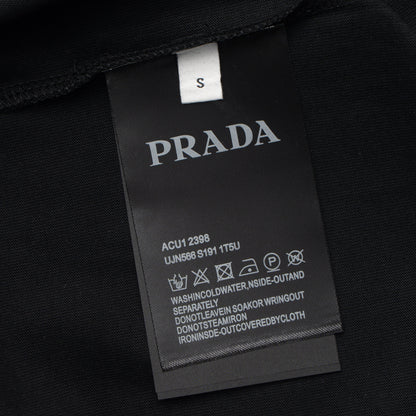 S
PRADA
ACU1 2398
UJN566 S191 1T5U
WASHINCOLDWATER,NSIDE-OUTAND
SEPARATELY
DONOTLEAVEIN SOAKOR WRINGOUT
DONOTSTEAMIRON
IRONINSIDE-OUTCOVEREDBYCLOTH